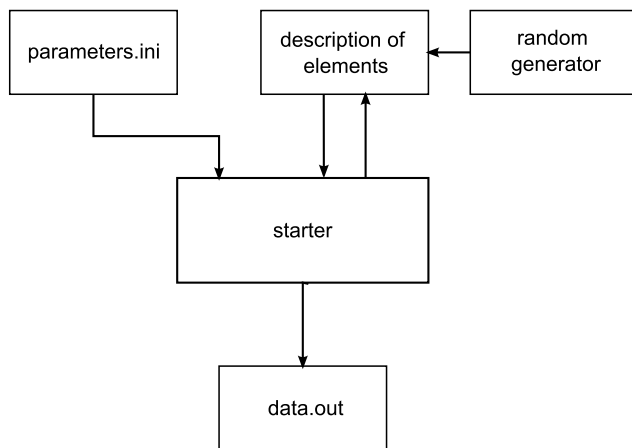 parameters.ini
description of
elements
random
generator
starter
data.out